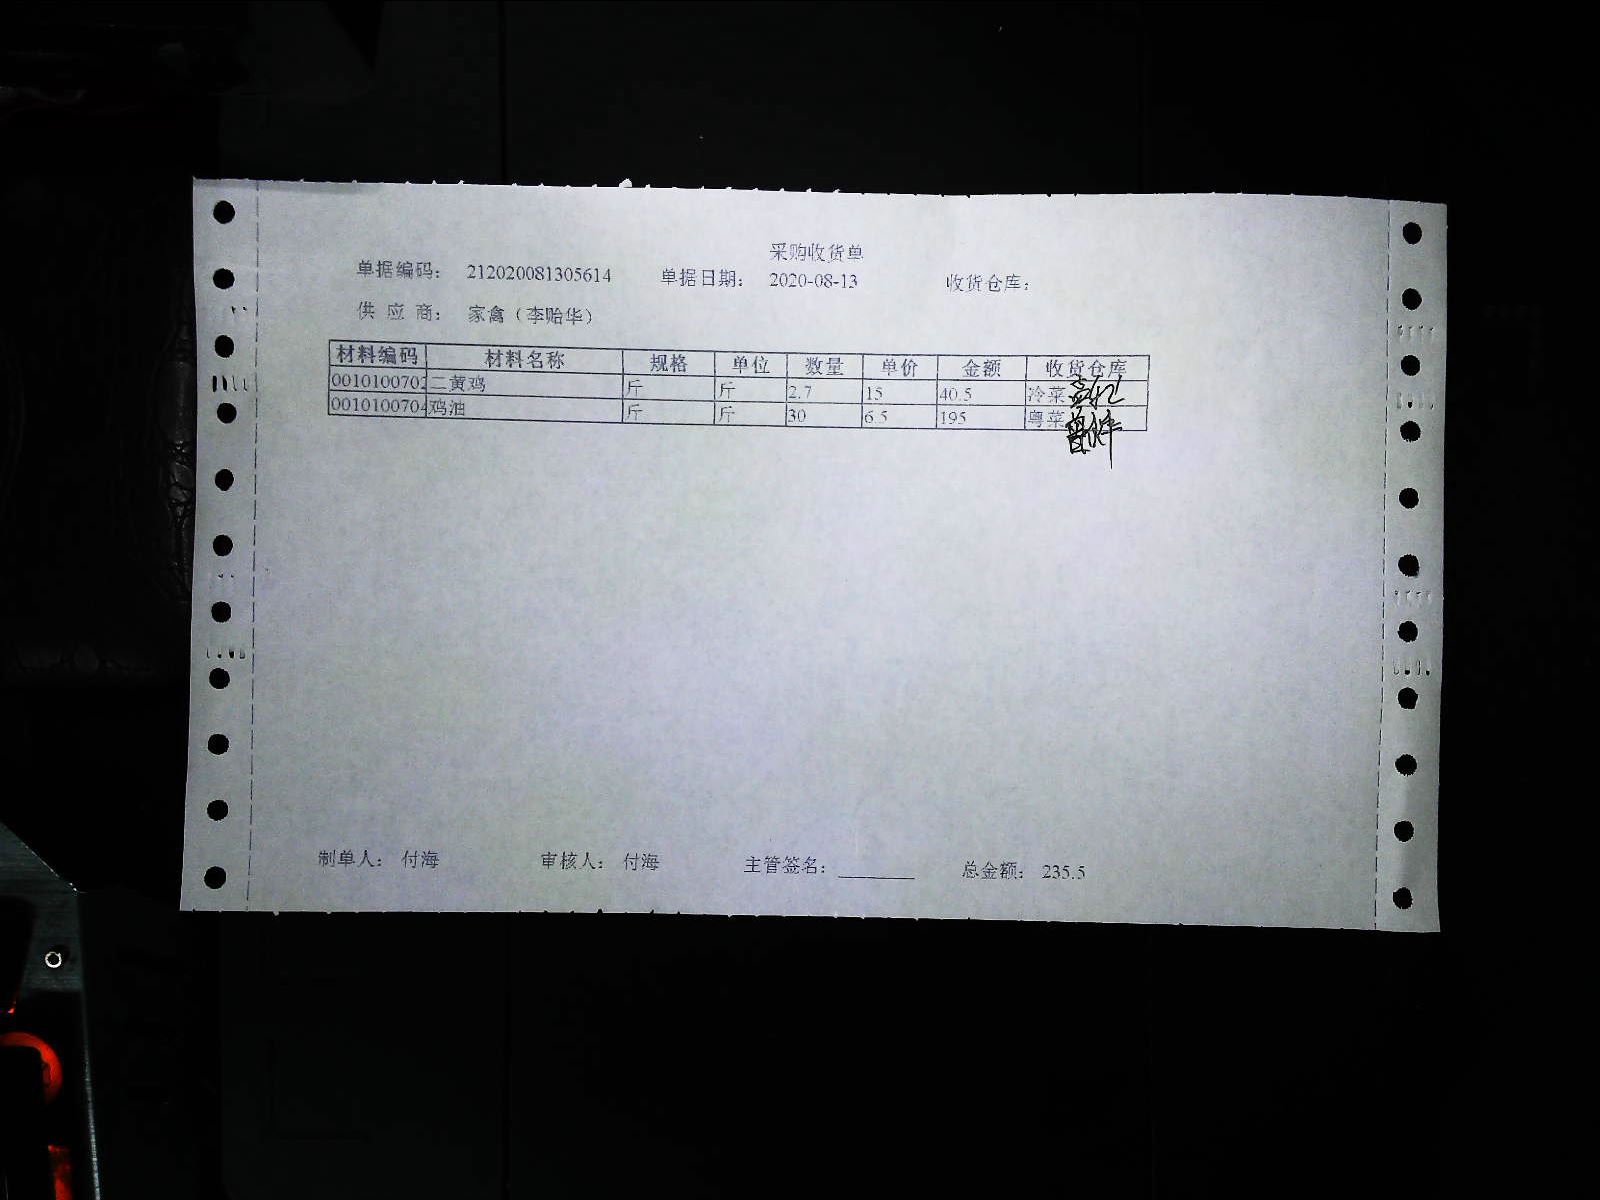 采购收货单
单据编码： 212020081305614 单据日期： 2020-08-13 收货仓库：
供 应 商： 家禽（李贻华）
材料编码 材料名称 规格 单位 数量 单价 金额 收货仓库
0010100702 二黄鸡 斤 斤 2.7 15 40.5 冷菜
0010100704 鸡油 斤 斤 30 6.5 195 粤菜
制单人： 付海 审核人： 付海 主管签名： 总金额： 235.5